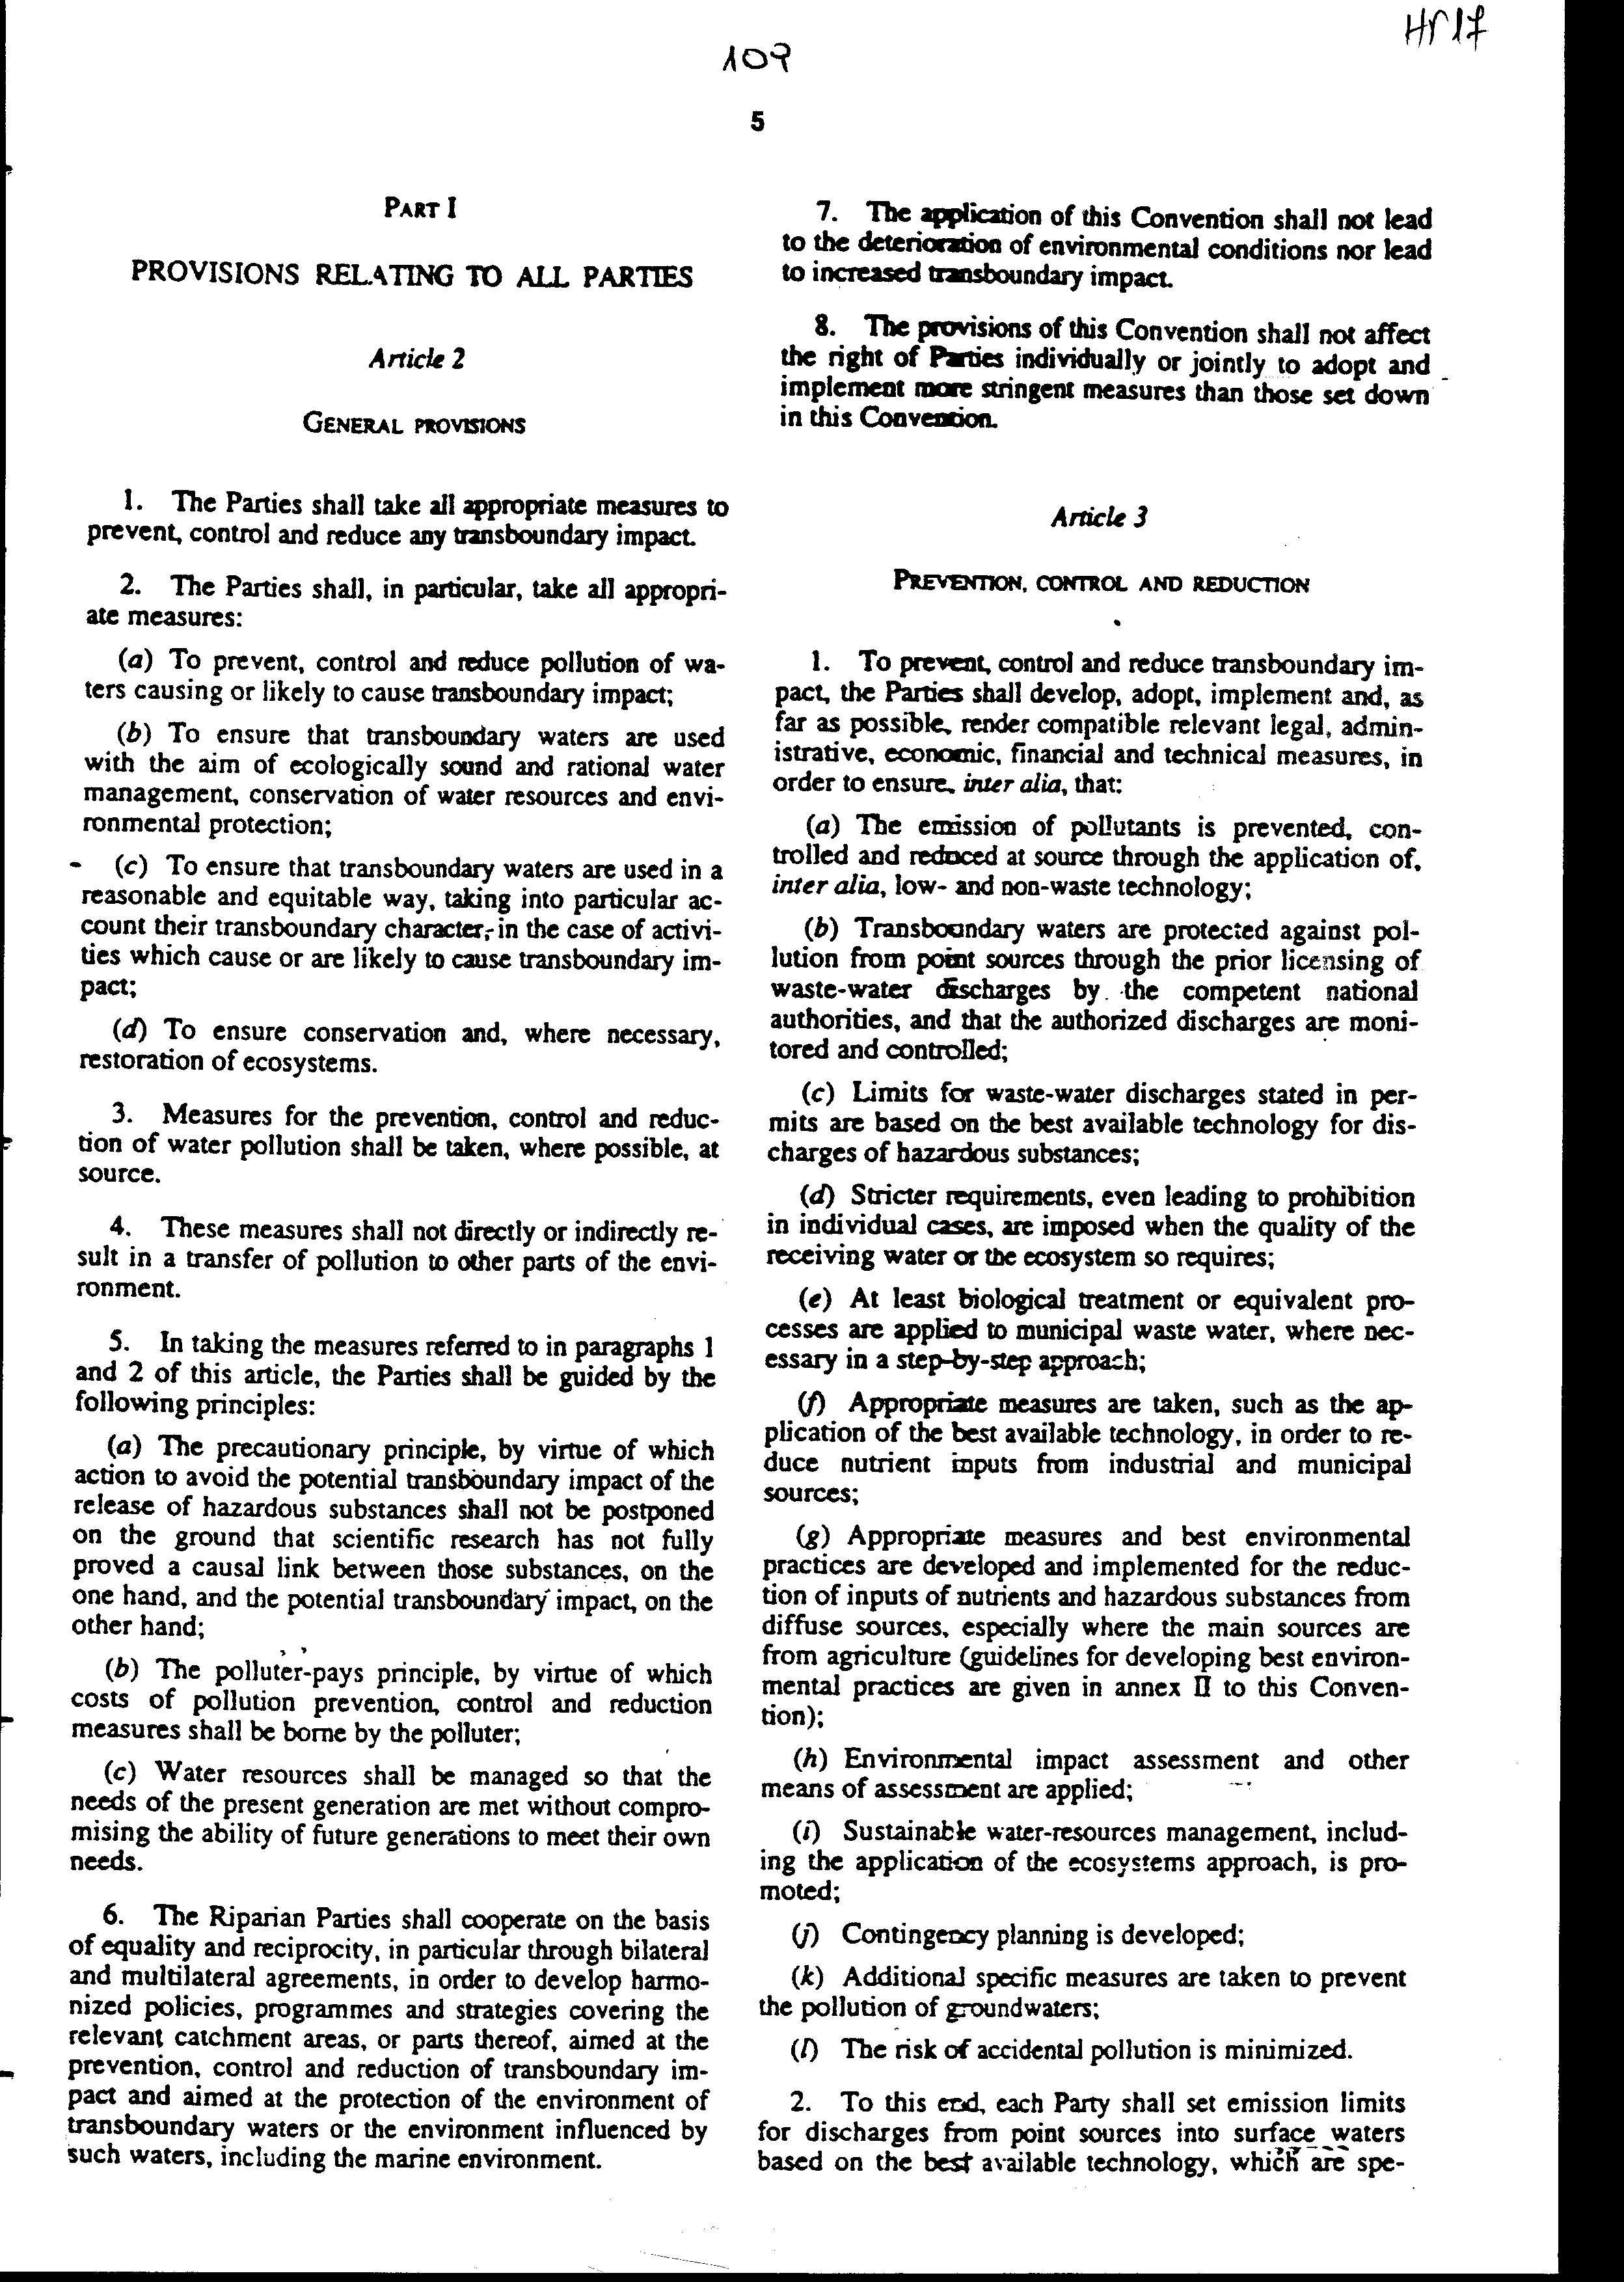 HR17
109
5
PART I
PROVISIONS RELATING TO ALL PARTIES
Article 2
GENERAL PROVISIONS
1. The Parties shall take all appropriate measures to
prevent, control and reduce any transboundary impact.
2. The Parties shall, in particular, take all appropri-
ate measures:
(a) To prevent, control and reduce pollution of wa-
ters causing or likely to cause transboundary impact;
(b) To ensure that transboundary waters are used
with the aim of ecologically sound and rational water
management, conservation of water resources and envi-
ronmental protection;
(c) To ensure that transboundary waters are used in a
reasonable and equitable way, taking into particular ac-
count their transboundary character, in the case of activi-
ties which cause or are likely to cause transboundary im-
pact;
(d) To ensure conservation and, where necessary,
restoration of ecosystems.
3. Measures for the prevention, control and reduc-
tion of water pollution shall be taken, where possible, at
source.
4. These measures shall not directly or indirectly re-
sult in a transfer of pollution to other parts of the envi-
ronment.
5. In taking the measures referred to in paragraphs 1
and 2 of this article, the Parties shall be guided by the
following principles:
(a) The precautionary principle, by virtue of which
action to avoid the potential transboundary impact of the
release of hazardous substances shall not be postponed
on the ground that scientific research has not fully
proved a causal link between those substances, on the
one hand, and the potential transboundary impact, on the
other hand;
(b) The polluter-pays principle, by virtue of which
costs of pollution prevention, control and reduction
measures shall be borne by the polluter;
(c) Water resources shall be managed so that the
needs of the present generation are met without compro-
mising the ability of future generations to meet their own
needs.
6. The Riparian Parties shall cooperate on the basis
of equality and reciprocity, in particular through bilateral
and multilateral agreements, in order to develop harmo-
nized policies, programmes and strategies covering the
relevant catchment areas, or parts thereof, aimed at the
prevention, control and reduction of transboundary im-
pact and aimed at the protection of the environment of
transboundary waters or the environment influenced by
such waters, including the marine environment.
7. The application of this Convention shall not lead
to the deterioration of environmental conditions nor lead
to increased transboundary impact.
8. The provisions of this Convention shall not affect
the right of Parties individually or jointly to adopt and
implement more stringent measures than those set down
in this Convention.
Article 3
PREVENTION, CONTROL AND REDUCTION
1. To prevent, control and reduce transboundary im-
pact, the Parties shall develop, adopt, implement and, as
far as possible, render compatible relevant legal, admin-
istrative, economic, financial and technical measures, in
order to ensure, inter alia, that:
(a) The emission of pollutants is prevented, con-
trolled and reduced at source through the application of,
inter alia, low- and non-waste technology;
(b) Transboundary waters are protected against pol-
lution from point sources through the prior licensing of
waste-water discharges by the competent national
authorities, and that the authorized discharges are moni-
tored and controlled;
(c) Limits for waste-water discharges stated in per-
mits are based on the best available technology for dis-
charges of hazardous substances;
(d) Stricter requirements, even leading to prohibition
in individual cases, are imposed when the quality of the
receiving water or the ecosystem so requires;
(e) At least biological treatment or equivalent pro-
cesses are applied to municipal waste water, where nec-
essary in a step-by-step approach;
(f) Appropriate measures are taken, such as the ap-
plication of the best available technology, in order to re-
duce nutrient inputs from industrial and municipal
sources;
(g) Appropriate measures and best environmental
practices are developed and implemented for the reduc-
tion of inputs of nutrients and hazardous substances from
diffuse sources, especially where the main sources are
from agriculture (guidelines for developing best environ-
mental practices are given in annex II to this Conven-
tion);
(h) Environmental impact assessment and other
means of assessment are applied;
(i) Sustainable water-resources management, includ-
ing the application of the ecosystems approach, is pro-
moted;
(j) Contingency planning is developed;
(k) Additional specific measures are taken to prevent
the pollution of groundwaters;
(l) The risk of accidental pollution is minimized.
2. To this end, each Party shall set emission limits
for discharges from point sources into surface waters
based on the best available technology, which are spe-